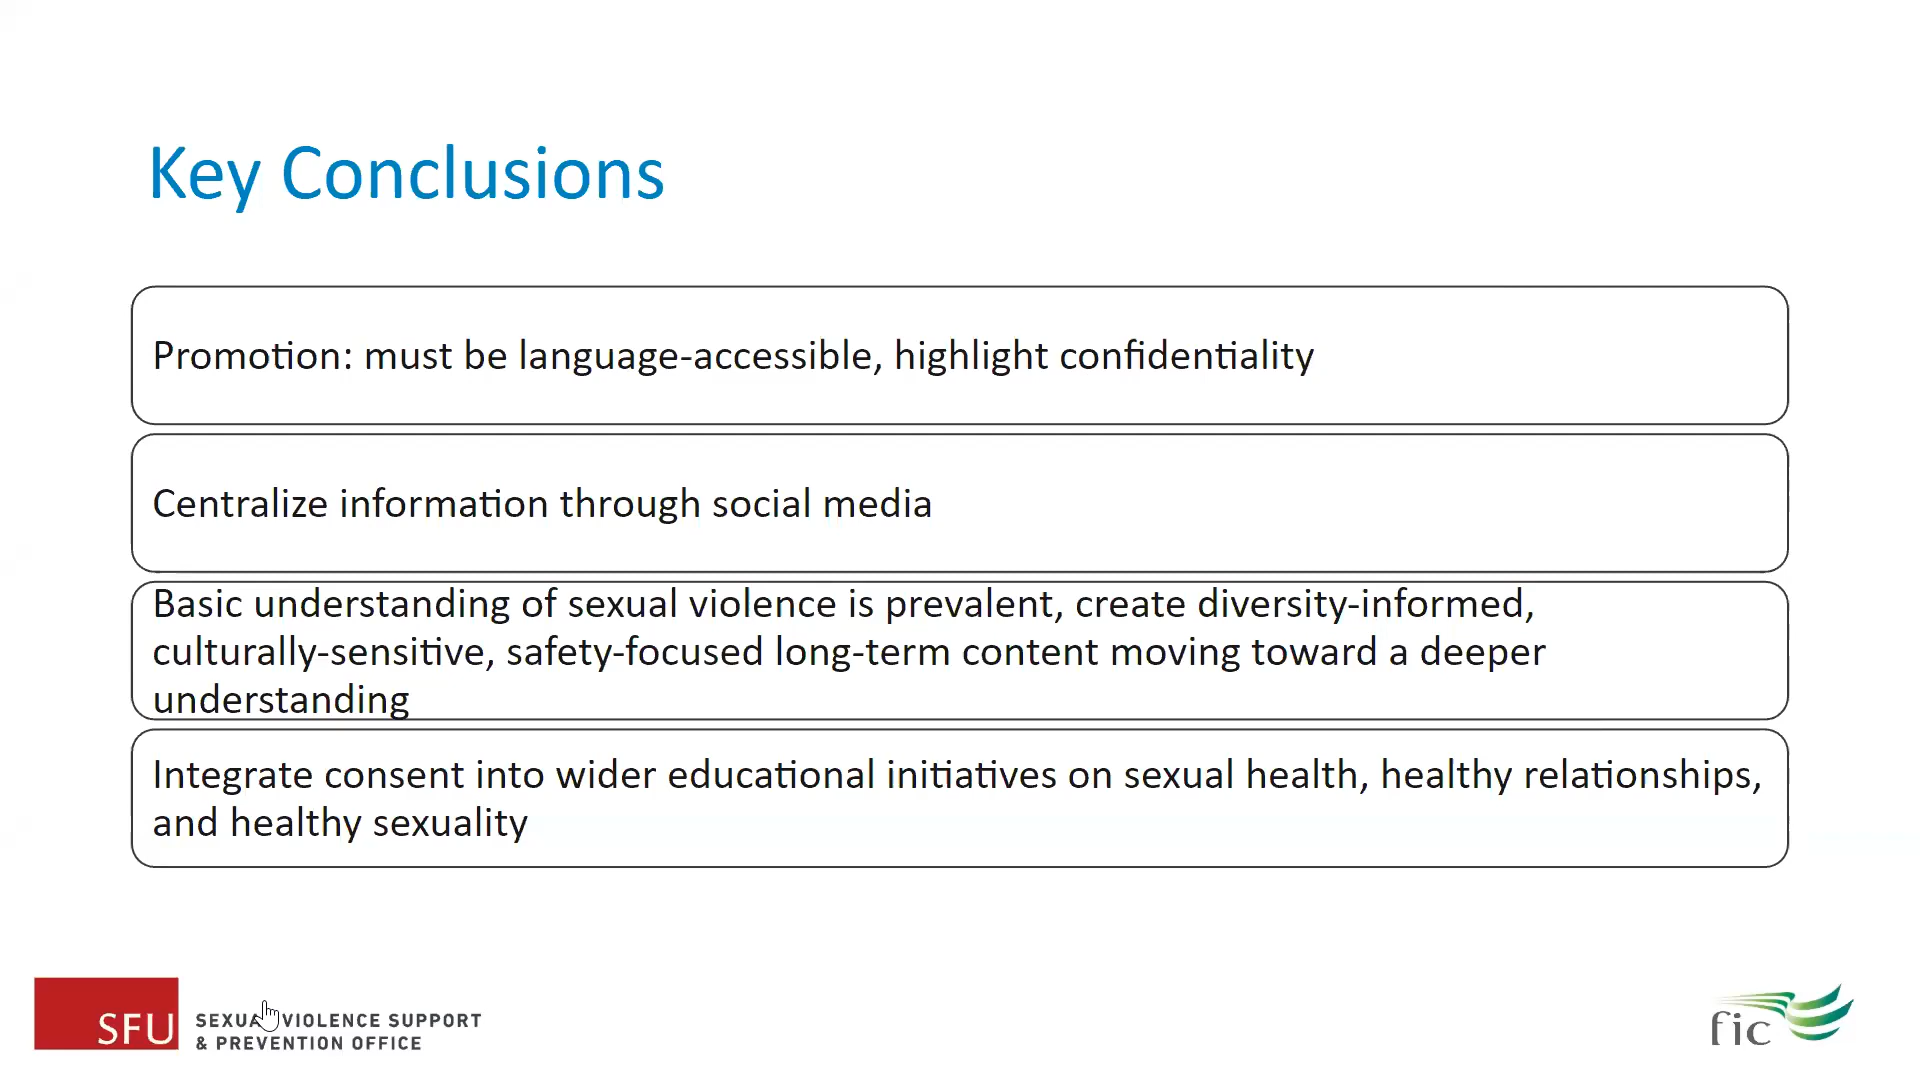 Key Conclusions
Promotion: must be language-accessible, highlight confidentiality
Centralize information through social media
Basic understanding of sexual violence is prevalent, create diversity-informed,
culturally-sensitive, safety-focused long-term content moving toward a deeper
understanding
Integrate consent into wider educational initiatives on sexual health, healthy relationships,
and healthy sexuality
SFU
SEXUAL VIOLENCE SUPPORT
& PREVENTION OFFICE
fic